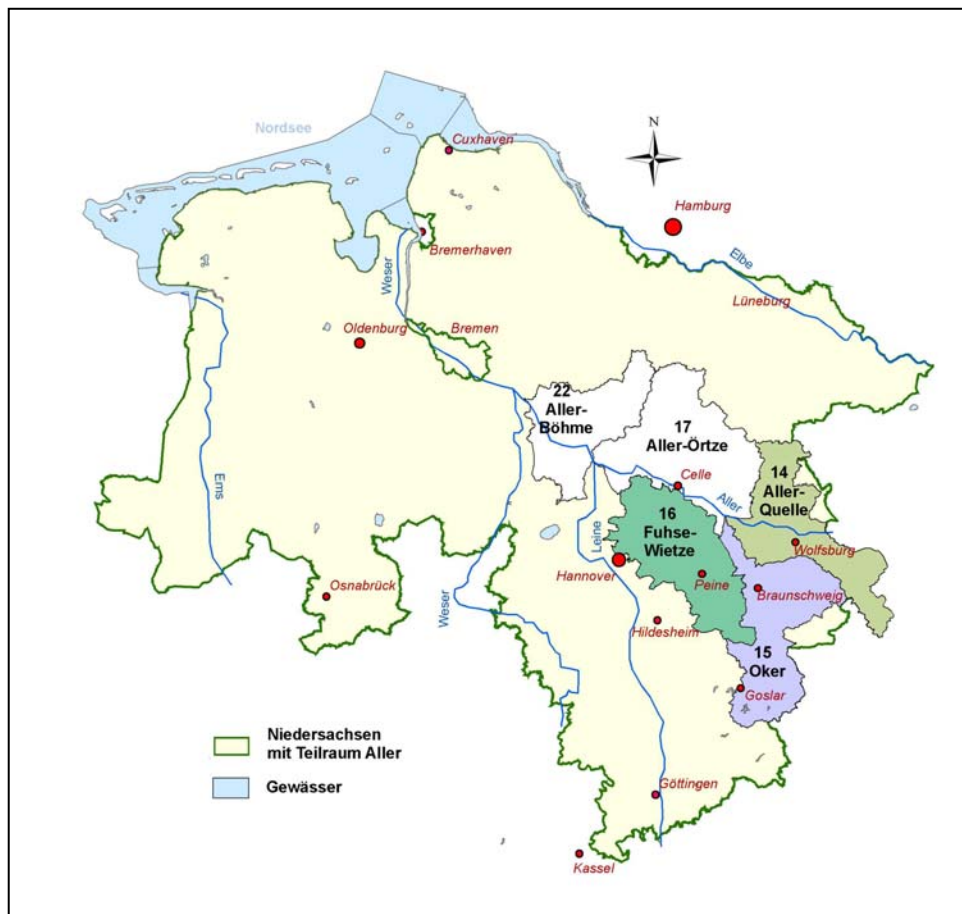 Nordsee
Cuxhaven
N
Hamburg
Bremerhaven
Weser
Elbe
Lüneburg
Oldenburg
Bremen
22
Aller-
Böhme
17
Aller-Örtze
Ems
Celle
14
Aller-
Quelle
Aller
16
Fuhse-
Wietze
Leine
Wolfsburg
Hannover
Peine
Braunschweig
Osnabrück
Weser
Hildesheim
15
Oker
Goslar
Niedersachsen
mit Teilraum Aller
Gewässer
Göttingen
Kassel